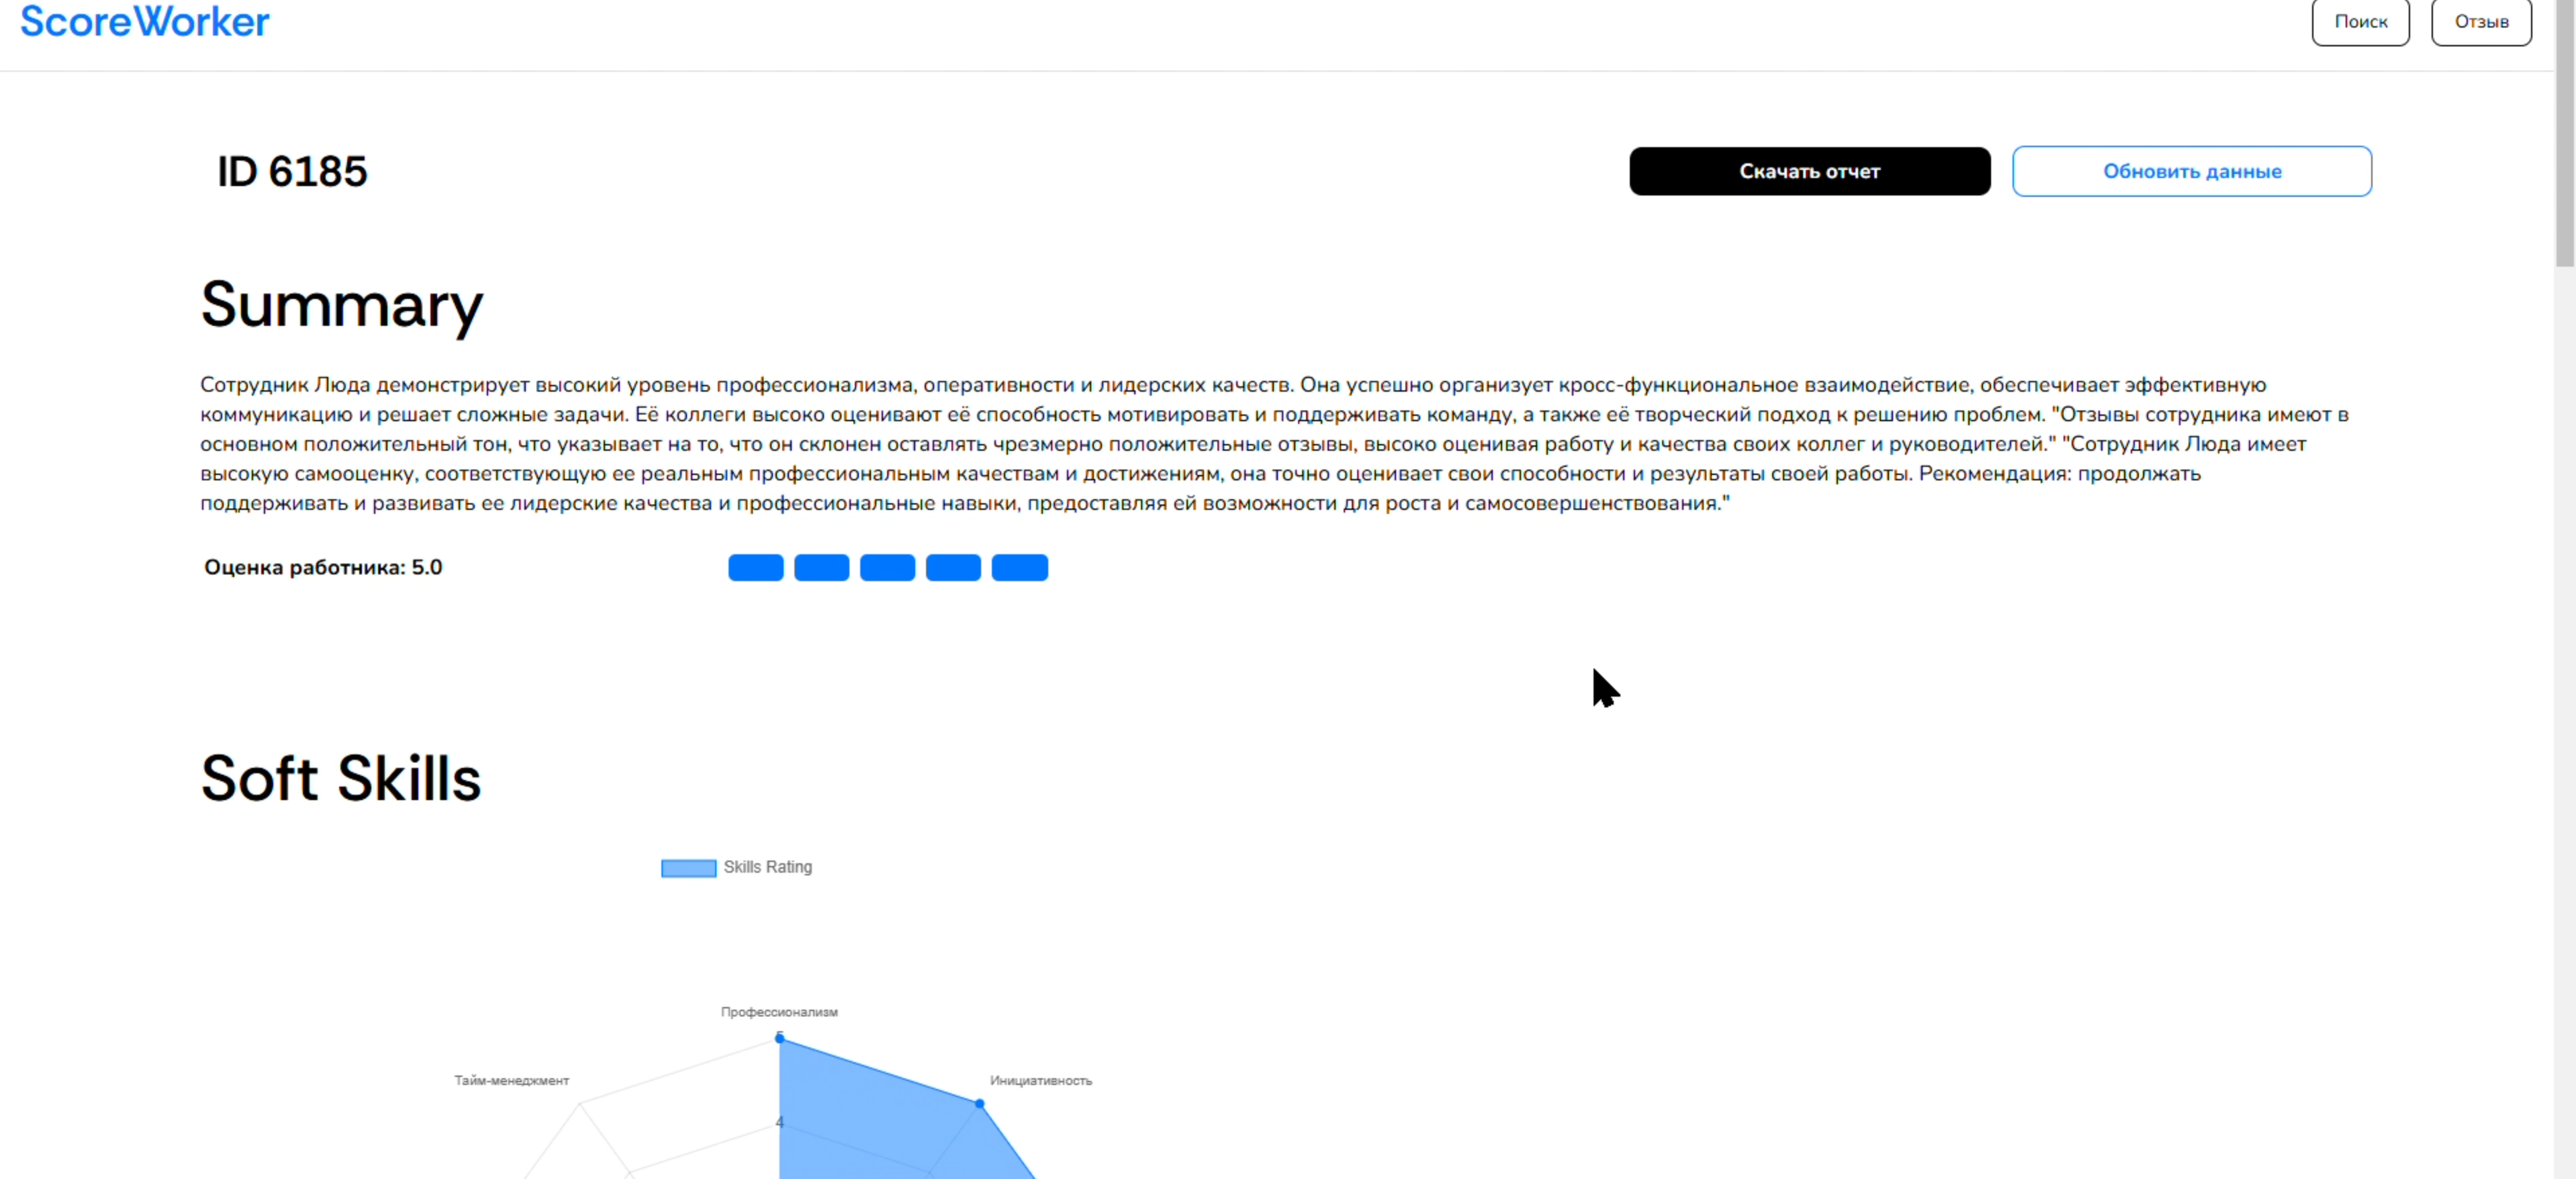 ScoreWorker
Поиск
Отзыв
ID 6185
Скачать отчет
Обновить данные
Summary
Сотрудник Люда демонстрирует высокий уровень профессионализма, оперативности и лидерских качеств. Она успешно организует кросс-функциональное взаимодействие, обеспечивает эффективную
коммуникацию и решает сложные задачи. Её коллеги высоко оценивают её способность мотивировать и поддерживать команду, а также её творческий подход к решению проблем. "Отзывы сотрудника имеют в
основном положительный тон, что указывает на то, что он склонен оставлять чрезмерно положительные отзывы, высоко оценивая работу и качества своих коллег и руководителей." "Сотрудник Люда имеет
высокую самооценку, соответствующую ее реальным профессиональным качествам и достижениям, она точно оценивает свои способности и результаты своей работы. Рекомендация: продолжать
поддерживать и развивать ее лидерские качества и профессиональные навыки, предоставляя ей возможности для роста и самосовершенствования."
Оценка работника: 5.0
Soft Skills
Skills Rating
Профессионализм
5
Тайм-менеджмент
Инициативность
4